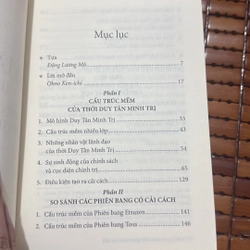 Mục lục
Tựa
Đặng Lương Mô 7
Lời mở đầu
Ohno Ken-ichi 17
Phần I
CẤU TRÚC MỀM
CỦA THỜI DUY TÂN MINH TRỊ
1. Mô hình Duy Tân Minh Trị 33
2. Cấu trúc mềm nhiều lớp 43
3. Những nhân vật lãnh đạo
của thời Duy Tân Minh Trị 54
4. Sự sinh động của chính sách
và cục diện chính trị
5. Điều kiện tạo ra cải cách 129
Phần II
SO SÁNH CÁC PHIÊN BANG CÓ CẢI CÁCH
1. Cấu trúc mềm của Phiên bang Etsuzen 141
2. Cấu trúc mềm của Phiên bang Tosa 146